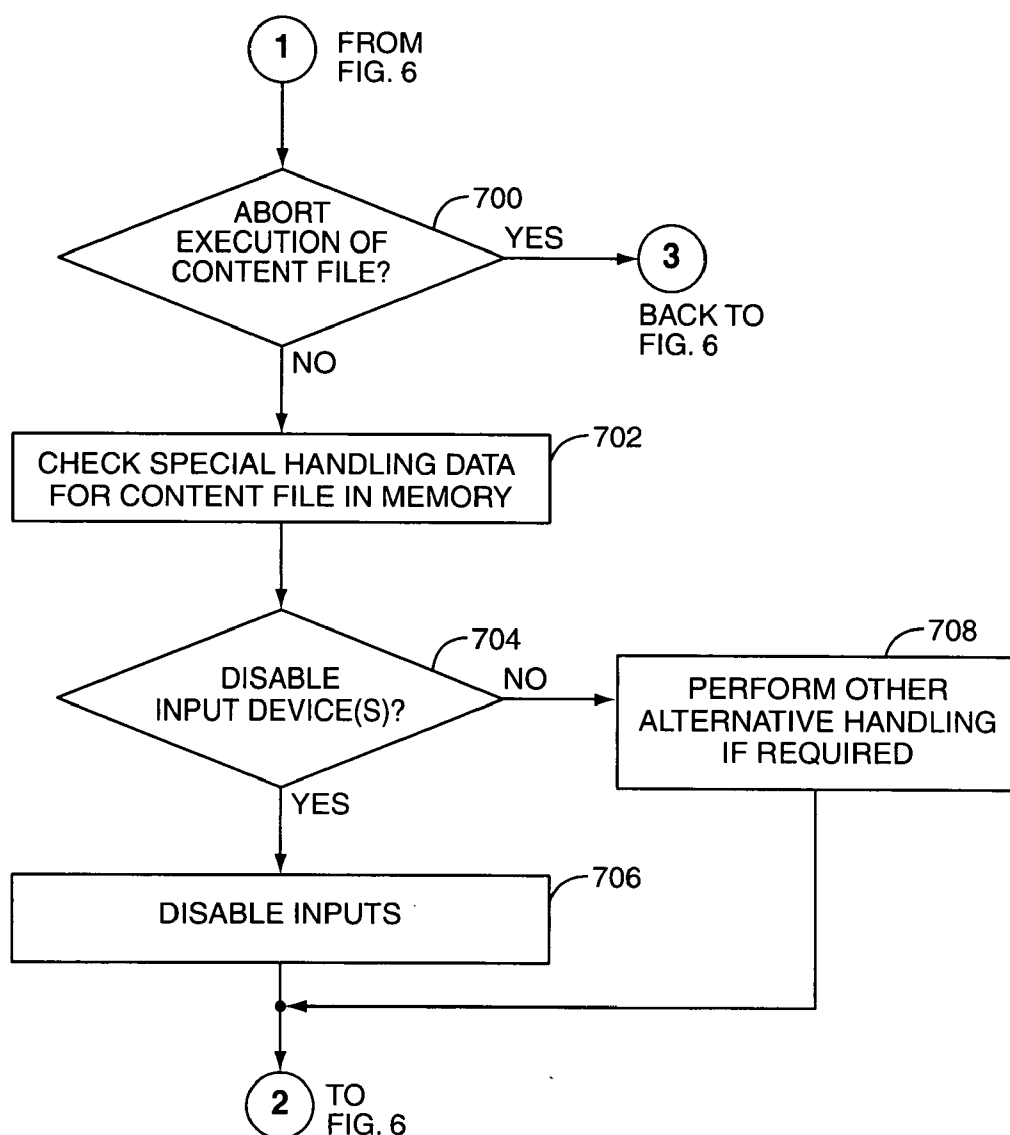 1
FROM
FIG. 6
700
ABORT
EXECUTION OF
CONTENT FILE?
YES
3
BACK TO
FIG. 6
NO
702
CHECK SPECIAL HANDLING DATA
FOR CONTENT FILE IN MEMORY
704
DISABLE
INPUT DEVICE(S)?
NO
708
PERFORM OTHER
ALTERNATIVE HANDLING
IF REQUIRED
YES
706
DISABLE INPUTS
2
TO
FIG. 6